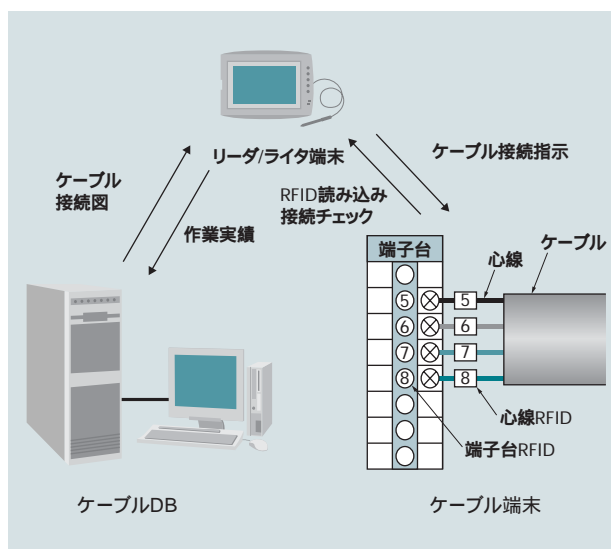 リーダ/ライタ端末
ケーブル
接続図
作業実績
RFID読み込み
接続チェック
ケーブル接続指示
端子台
心線
ケーブル
5 5
6 6
7 7
8 8
心線RFID
端子台RFID
ケーブルDB
ケーブル端末